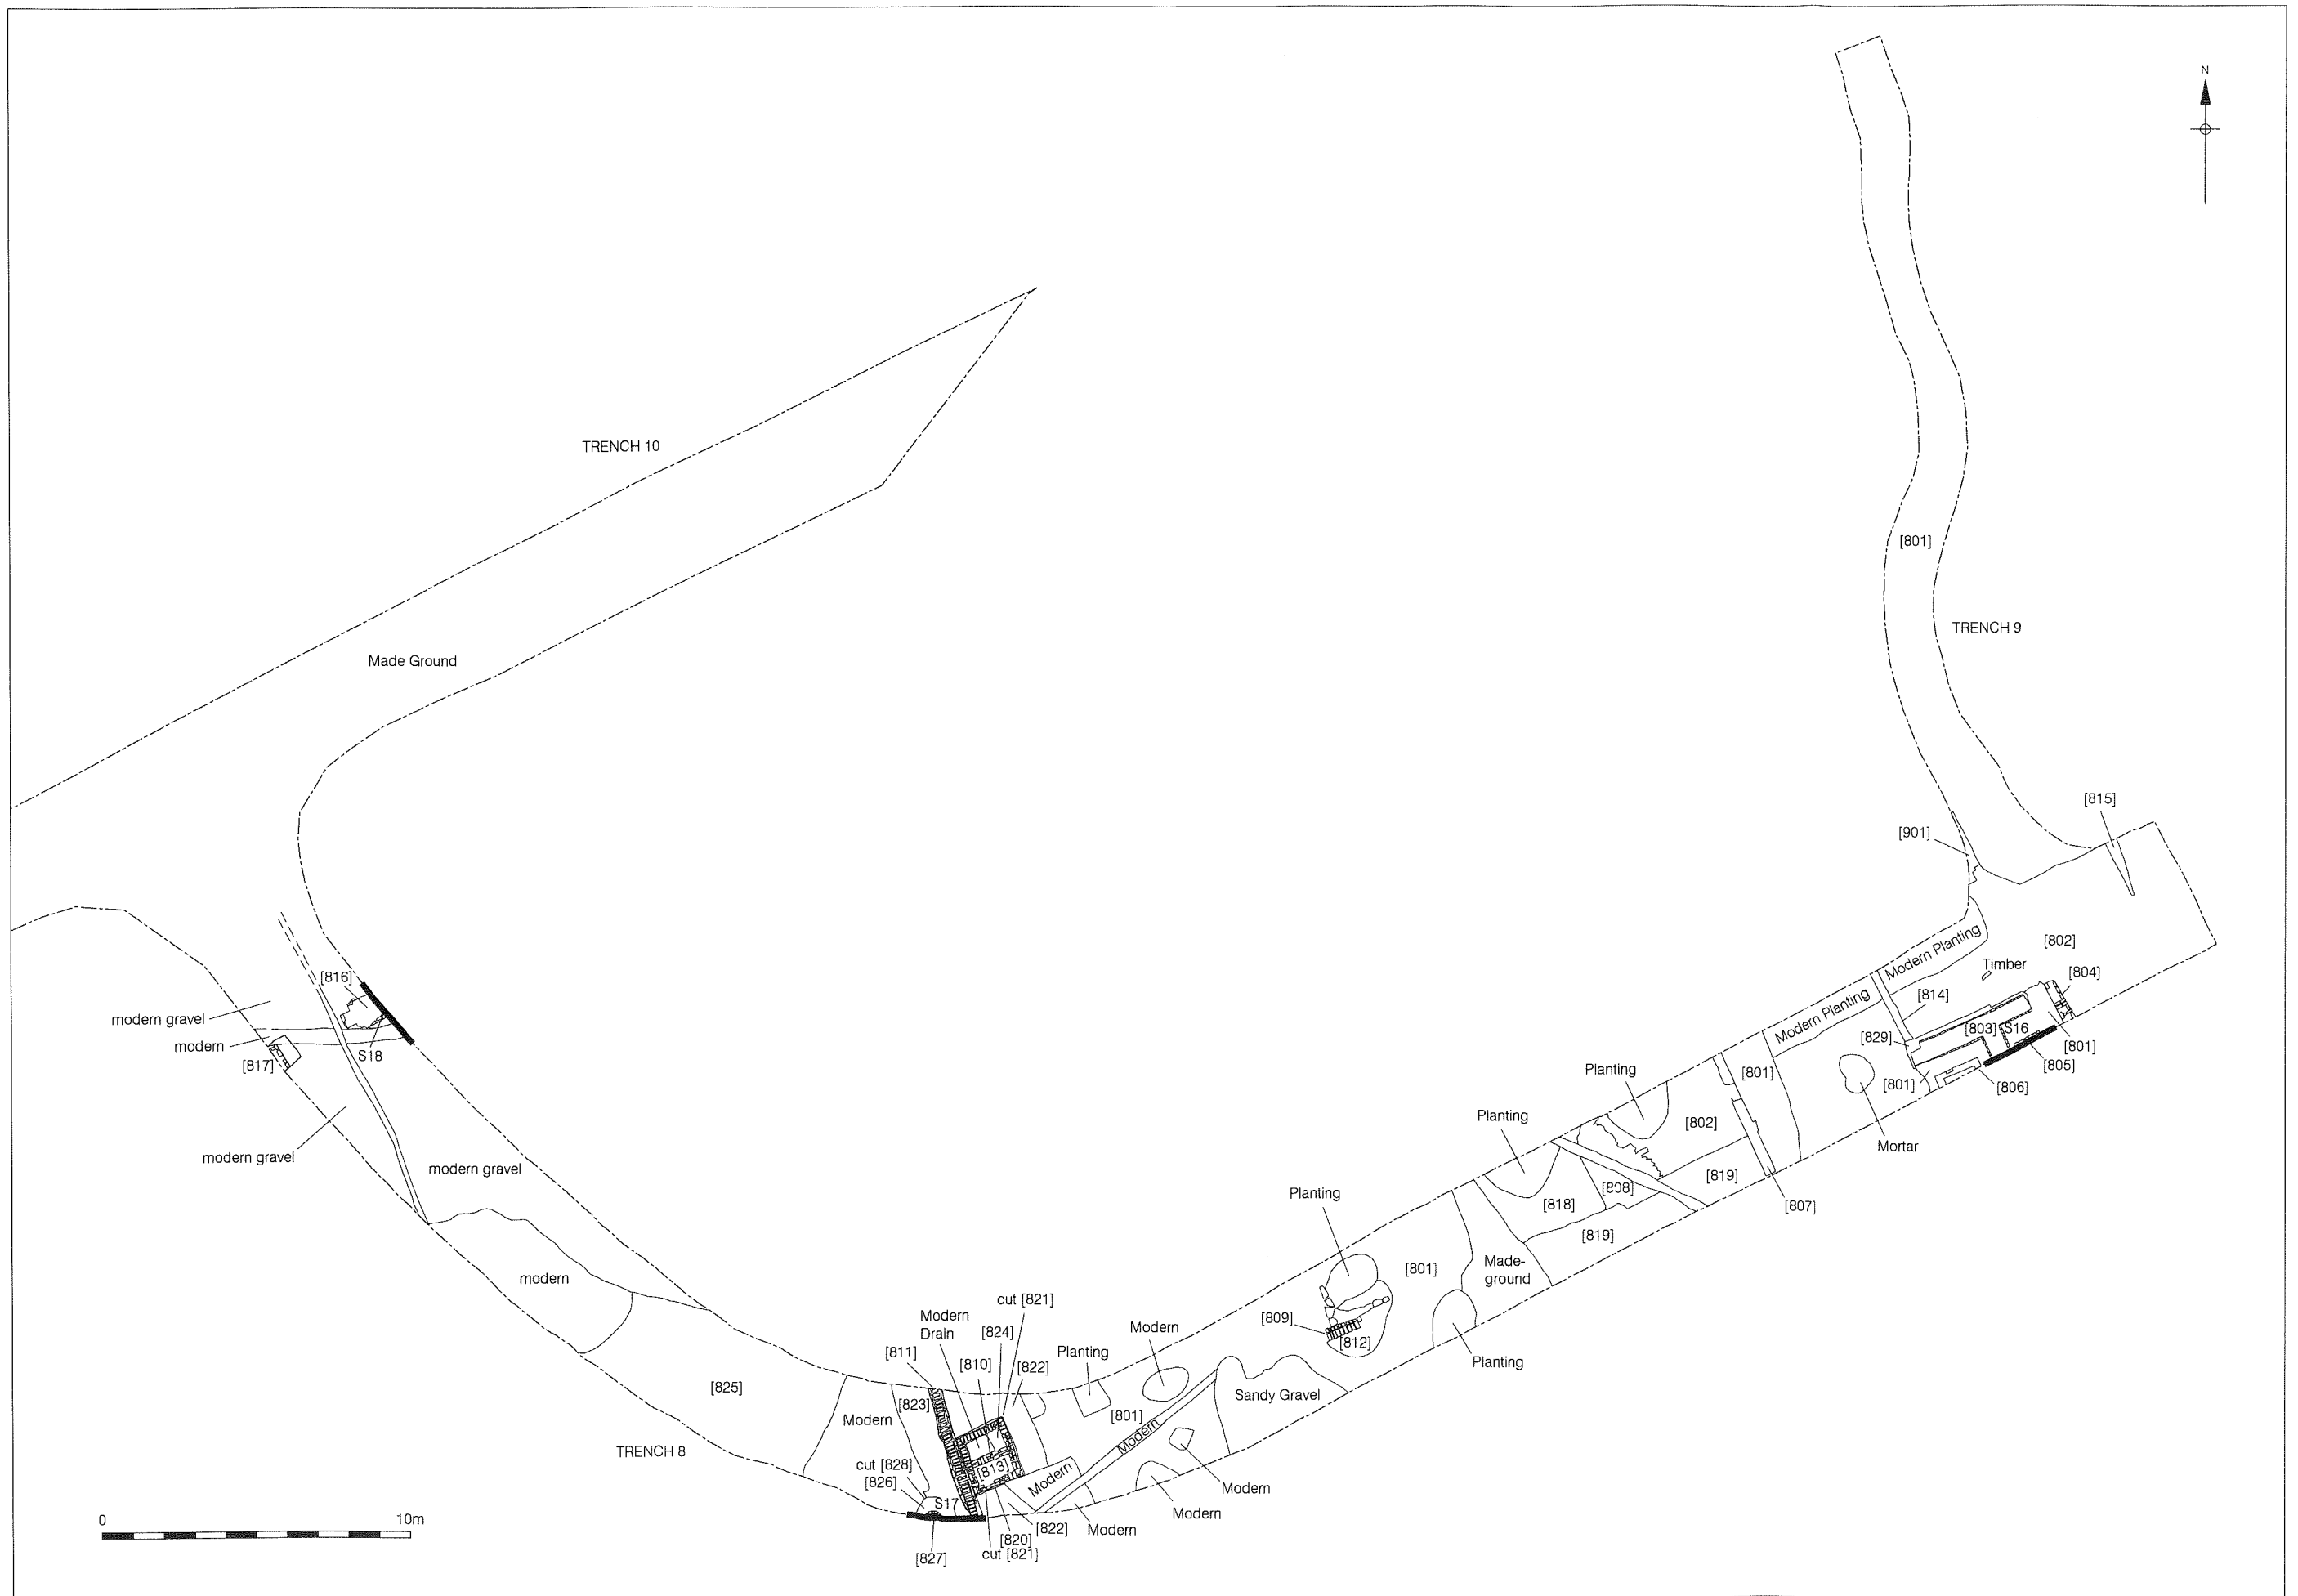 N
TRENCH 10
[801]
TRENCH 9
Made Ground
[815]
[901]
Modern Planting
[802]
Timber
[804]
[816]
modern gravel
modern
S18
[817]
Modern Planting
[814]
[803]
S16
[829]
[801]
[805]
[801]
[806]
Planting
[801]
Mortar
Planting
[802]
modern gravel
modern gravel
[819]
[808]
[818]
[807]
Planting
[819]
[801]
Made-
ground
modern
cut [821]
Modern
Drain
[824]
[809]
[812]
Modern
[811]
[810]
[822]
Planting
Planting
[825]
[823]
Sandy Gravel
Modern
[801]
Modern
TRENCH 8
cut [828]
[813]
Modern
[826]
S17
Modern
Modern
0
10m
[822]
Modern
[820]
cut [821]
[827]